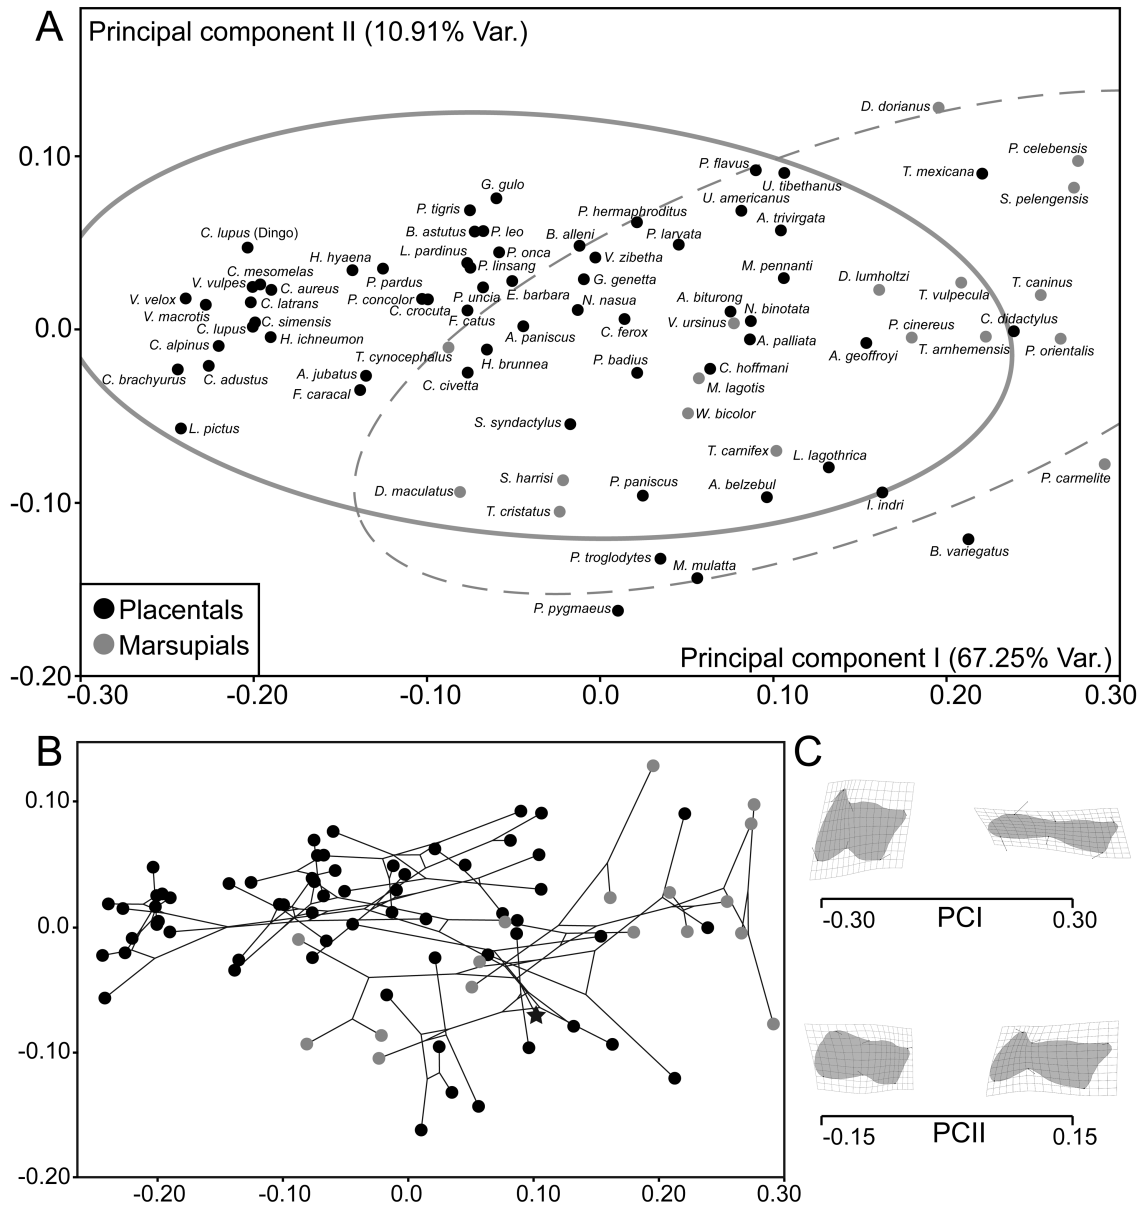 A
Principal component II (10.91% Var.)
D. dorianus
P. celebensis
0.10
P. flavus
T. mexicana
U. tibethanus
G. gulo
S. pelengensis
U. americanus
P. tigris
P. hermaphroditus
A. trivirgata
B. astutus
P. leo
C. lupus (Dingo)
B. alleni
P. larvata
L. pardinus
P. onca
V. zibetha
H. hyaena
P. linsang
M. pennanti
C. mesomelas
D. lumholtzi
V. vulpes
P. pardus
G. genetta
T. caninus
C. aureus
E. barbara
T. vulpecula
V. velox
P. concolor
P. uncia
A. biturong
C. latrans
N. nasua
C. crocuta
N. binotata
V. macrotis
F. catus
C. didactylus
C. simensis
V. ursinus
P. cinereus
0.0
C. lupus
C. ferox
A. paniscus
H. ichneumon
A. palliata
C. alpinus
T. arnhemensis
P. orientalis
T. cynocephalus
A. geoffroyi
P. badius
H. brunnea
C. hoffmani
A. jubatus
C. brachyurus
C. adustus
C. civetta
M. lagotis
F. caracal
W. bicolor
S. syndactylus
L. pictus
T. carnifex
L. lagothrica
S. harrisi
P. carmelite
P. paniscus
A. belzebul
D. maculatus
-0.10
I. indri
T. cristatus
B. variegatus
P. troglodytes
M. mulatta
P. pygmaeus
Placentals
Marsupials
Principal component I (67.25% Var.)
-0.20
-0.30
-0.20
-0.10
0.0
0.10
0.20
0.30
B
0.10
0.0
-0.10
-0.20
-0.20
-0.10
0.0
0.10
0.20
0.30
C
-0.30
PCI
0.30
-0.15
PCII
0.15